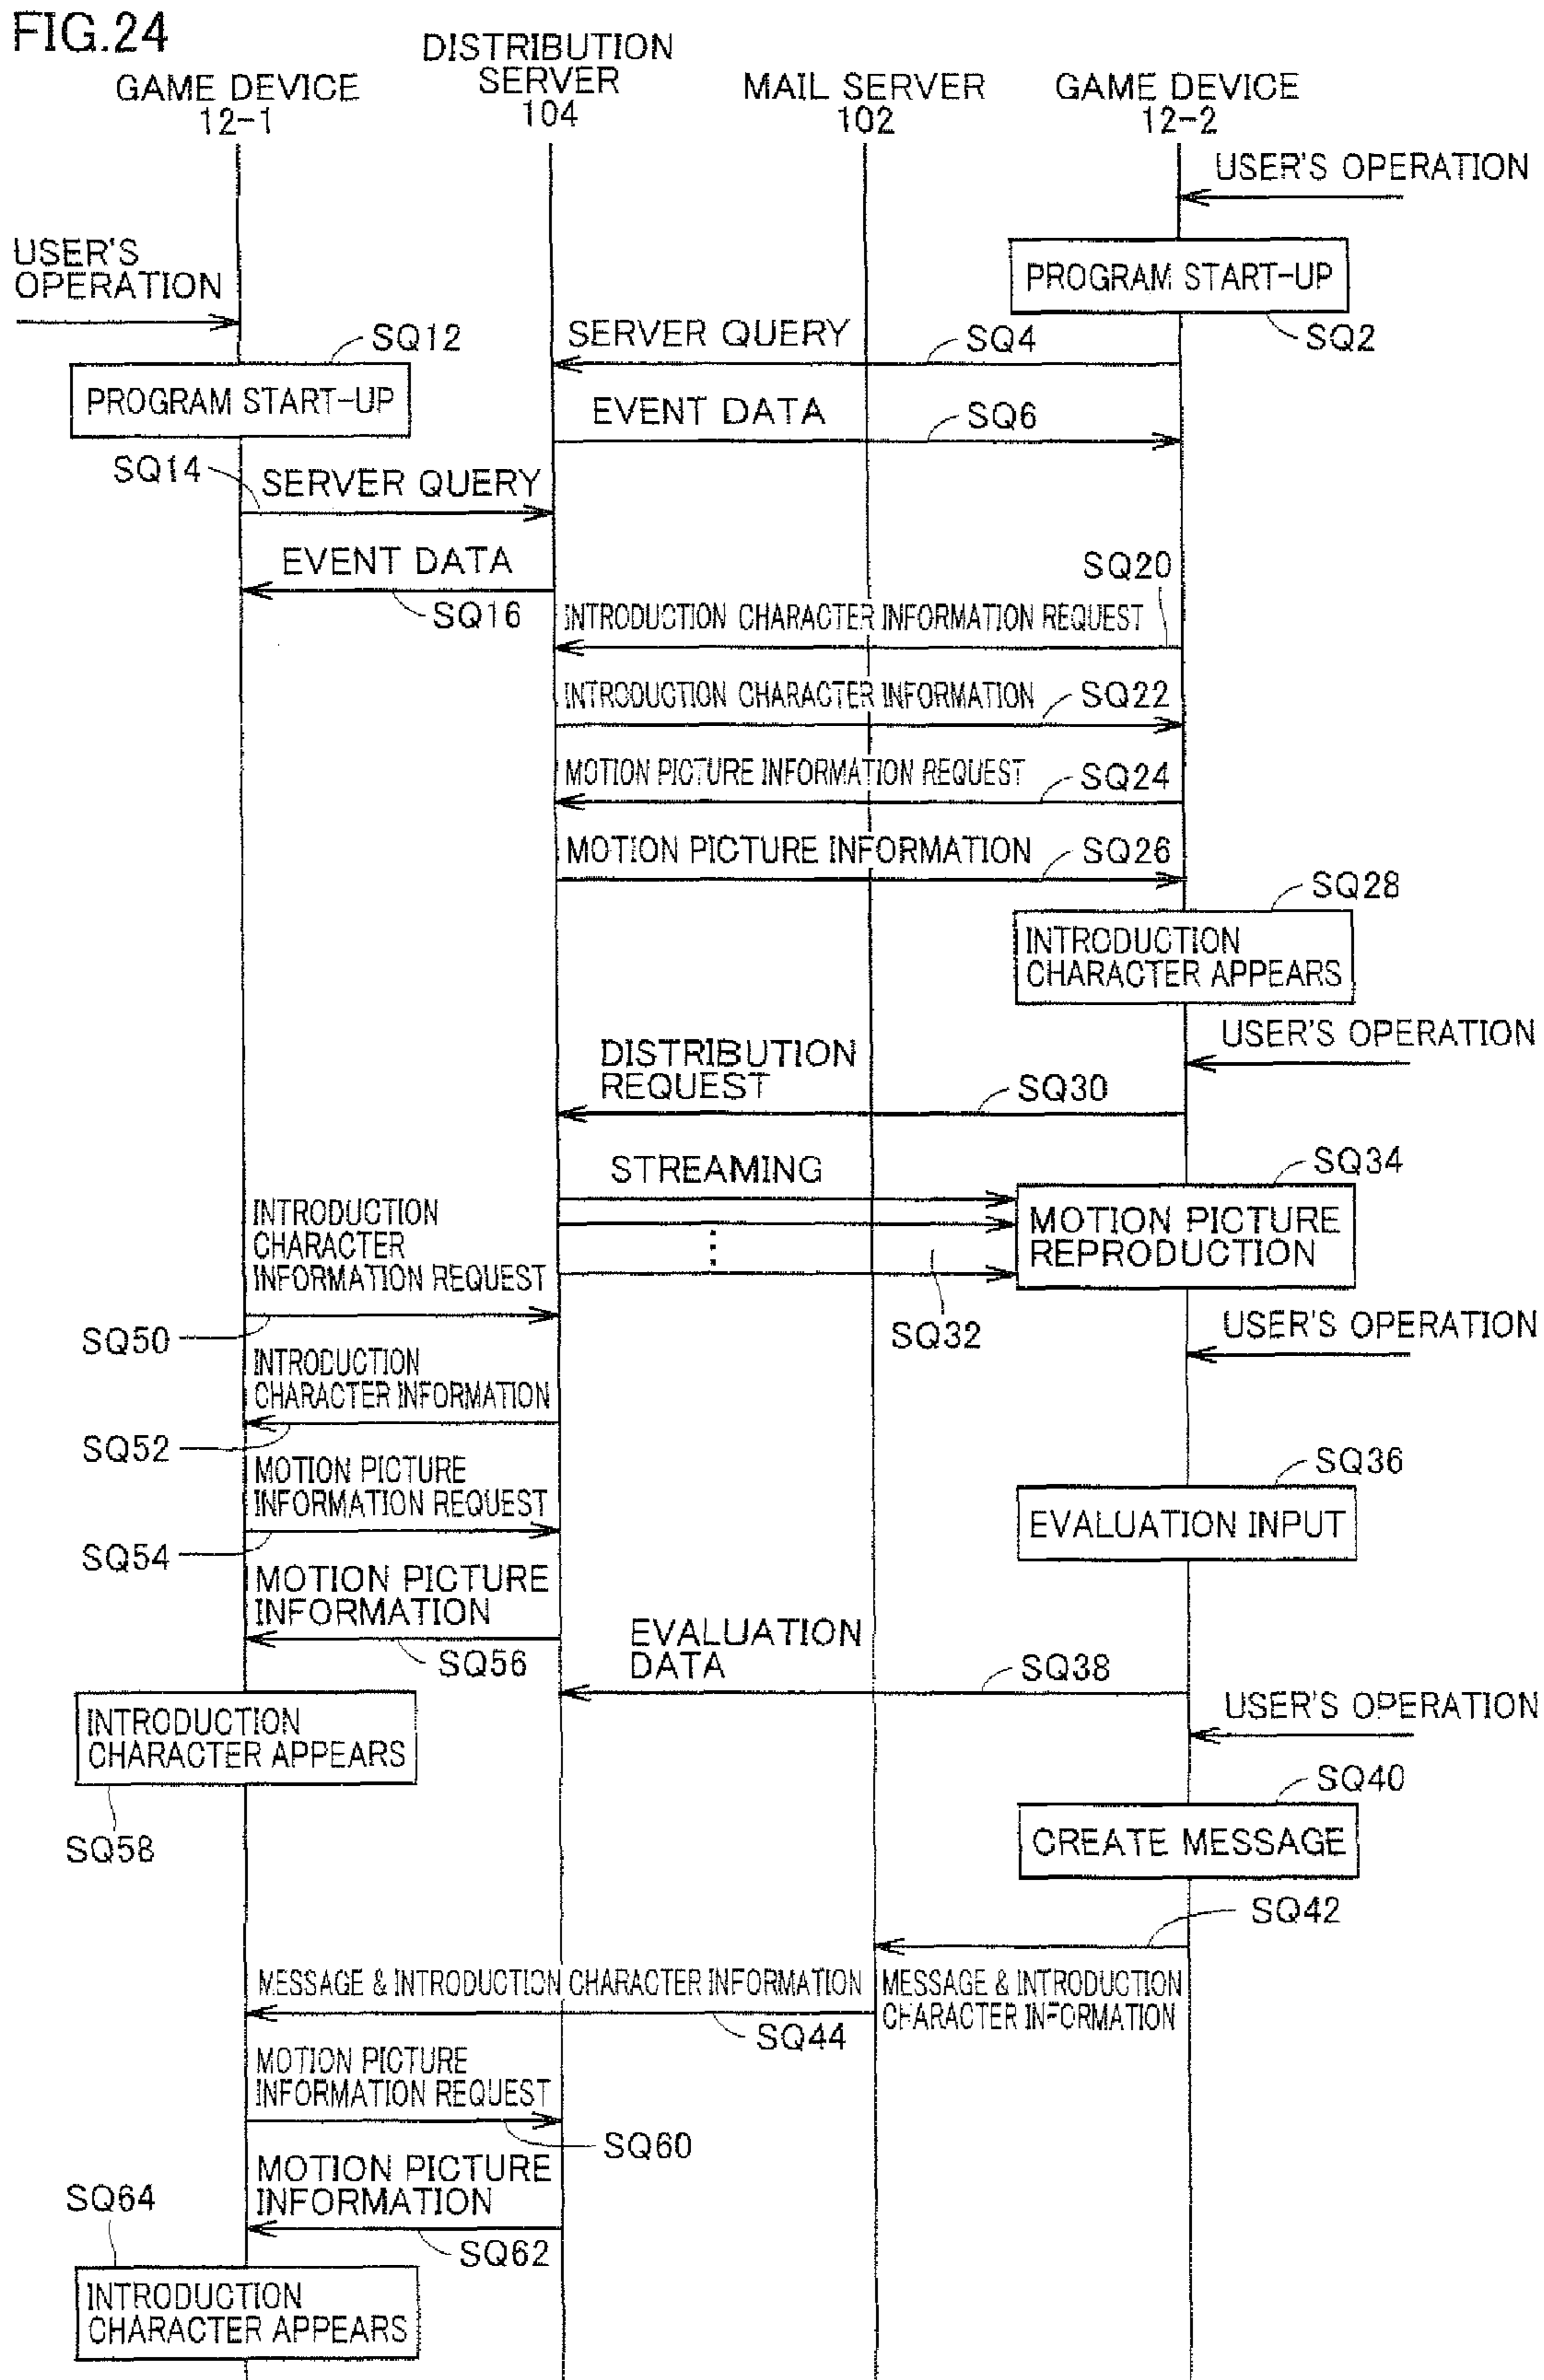 FIG.24
GAME DEVICE
12-1
DISTRIBUTION
SERVER
104
MAIL SERVER
102
GAME DEVICE
12-2
USER'S OPERATION
PROGRAM START-UP
SQ2
USER'S
OPERATION
SQ12
PROGRAM START-UP
SERVER QUERY
SQ4
EVENT DATA
SQ6
SQ14
SERVER QUERY
EVENT DATA
SQ16
SQ20
INTRODUCTION CHARACTER INFORMATION REQUEST
INTRODUCTION CHARACTER INFORMATION
SQ22
MOTION PICTURE INFORMATION REQUEST
SQ24
MOTION PICTURE INFORMATION
SQ26
SQ28
INTRODUCTION
CHARACTER APPEARS
USER'S OPERATION
DISTRIBUTION
REQUEST
SQ30
STREAMING
SQ34
MOTION PICTURE
REPRODUCTION
SQ32
INTRODUCTION
CHARACTER
INFORMATION REQUEST
SQ50
USER'S OPERATION
INTRODUCTION
CHARACTER INFORMATION
SQ52
MOTION PICTURE
INFORMATION REQUEST
SQ54
SQ36
EVALUATION INPUT
MOTION PICTURE
INFORMATION
SQ56
EVALUATION
DATA
SQ38
INTRODUCTION
CHARACTER APPEARS
SQ58
USER'S OPERATION
SQ40
CREATE MESSAGE
SQ42
MESSAGE & INTRODUCTION CHARACTER INFORMATION
MESSAGE & INTRODUCTION
CHARACTER INFORMATION
SQ44
MOTION PICTURE
INFORMATION REQUEST
SQ60
MOTION PICTURE
INFORMATION
SQ62
SQ64
INTRODUCTION
CHARACTER APPEARS